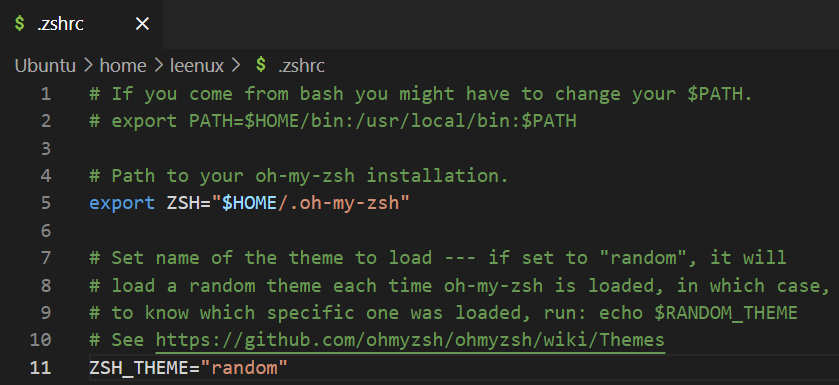 $ .zshrc ×
Ubuntu > home > leenux > $ .zshrc
1 # If you come from bash you might have to change your $PATH.
2 # export PATH=$HOME/bin:/usr/local/bin:$PATH
3
4 # Path to your oh-my-zsh installation.
5 export ZSH="$HOME/.oh-my-zsh"
6
7 # Set name of the theme to load --- if set to "random", it will
8 # load a random theme each time oh-my-zsh is loaded, in which case,
9 # to know which specific one was loaded, run: echo $RANDOM_THEME
10 # See https://github.com/ohmyzsh/ohmyzsh/wiki/Themes
11 ZSH_THEME="random"